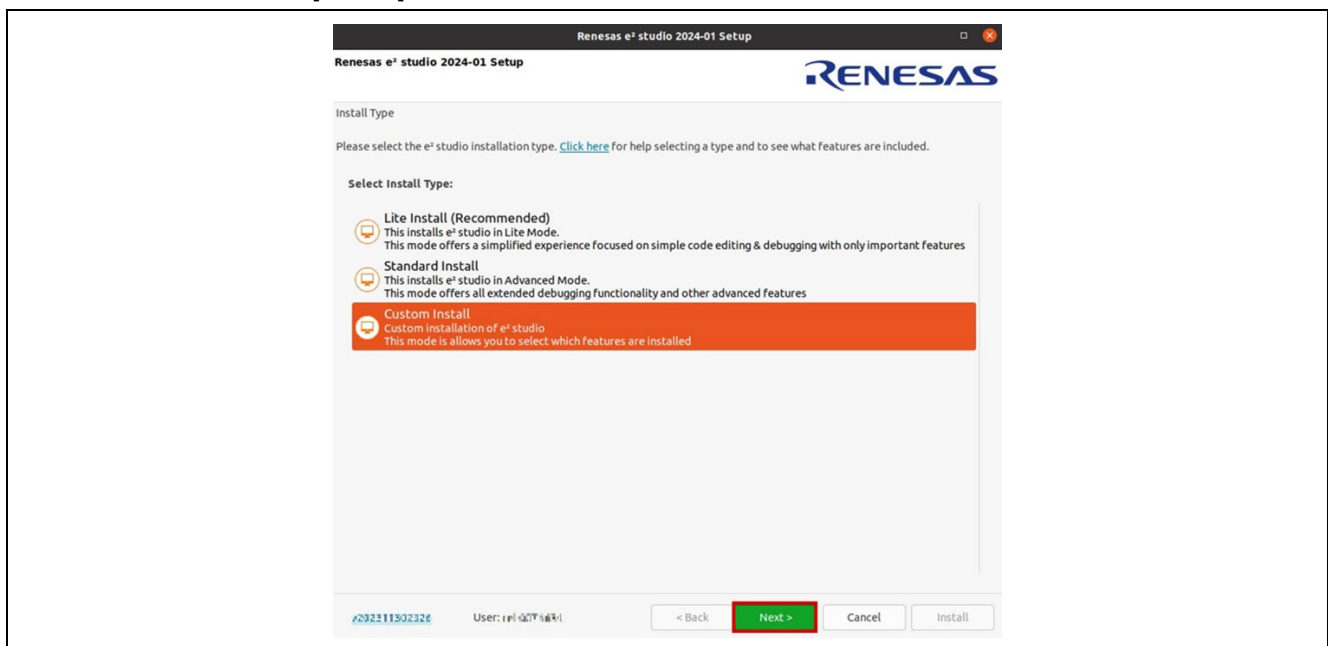 Renesas e² studio 2024-01 Setup
Renesas e² studio 2024-01 Setup
RENESAS
Install Type
Please select the e² studio installation type. Click here for help selecting a type and to see what features are included.
Select Install Type:
Lite Install (Recommended)
This installs e² studio in Lite Mode.
This mode offers a simplified experience focused on simple code editing & debugging with only important features
Standard Install
This installs e² studio in Advanced Mode.
This mode offers all extended debugging functionality and other advanced features
Custom Install
Custom installation of e² studio
This mode is allows you to select which features are installed
User: < Back Next > Cancel Install